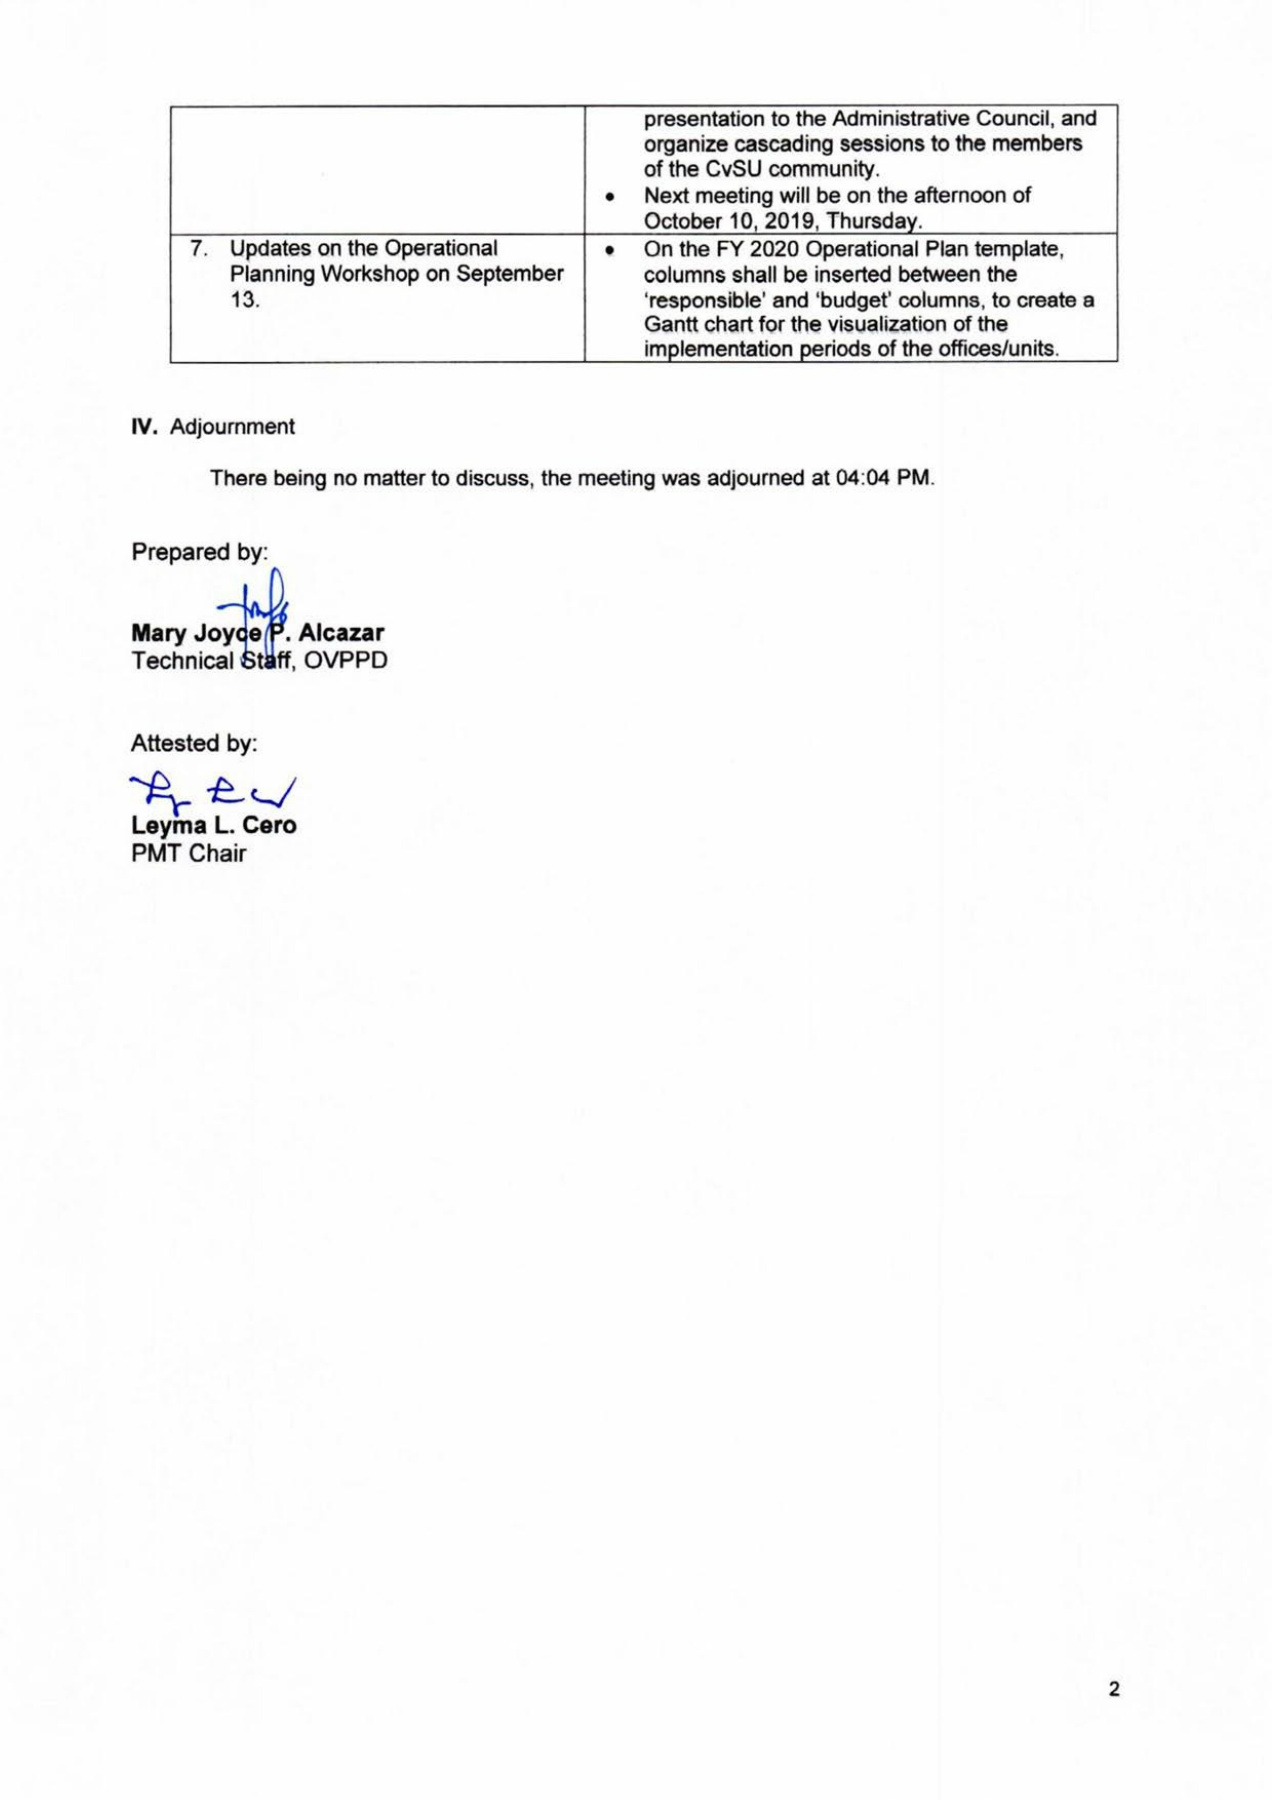 presentation to the Administrative Council, and
organize cascading sessions to the members
of the CvSU community.
• Next meeting will be on the afternoon of
October 10, 2019, Thursday.
7. Updates on the Operational
Planning Workshop on September
13.
• On the FY 2020 Operational Plan template,
columns shall be inserted between the
‘responsible’ and ‘budget’ columns, to create a
Gantt chart for the visualization of the
implementation periods of the offices/units.
IV. Adjournment
There being no matter to discuss, the meeting was adjourned at 04:04 PM.
Prepared by:
Mary Joyce P. Alcazar
Technical Staff, OVPPD
Attested by:
Leyma L. Cero
PMT Chair
2